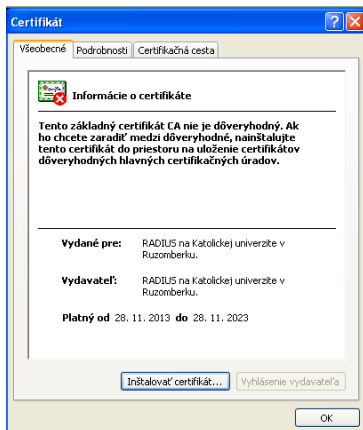 Certifikát
Všeobecné Podrobnosti Certifikačná cesta
Informácie o certifikáte
Tento základný certifikát CA nie je dôveryhodný. Ak
ho chcete zaradiť medzi dôveryhodné, nainštalujte
tento certifikát do priestoru na uloženie certifikátov
dôveryhodných hlavných certifikačných úradov.
Vydané pre: RADIUS na Katolickej univerzite v
Ruzomberku.
Vydavateľ: RADIUS na Katolickej univerzite v
Ruzomberku.
Platný od 28. 11. 2013 do 28. 11. 2023
Inštalovať certifikát... Vyhlásenie vydavateľa
OK